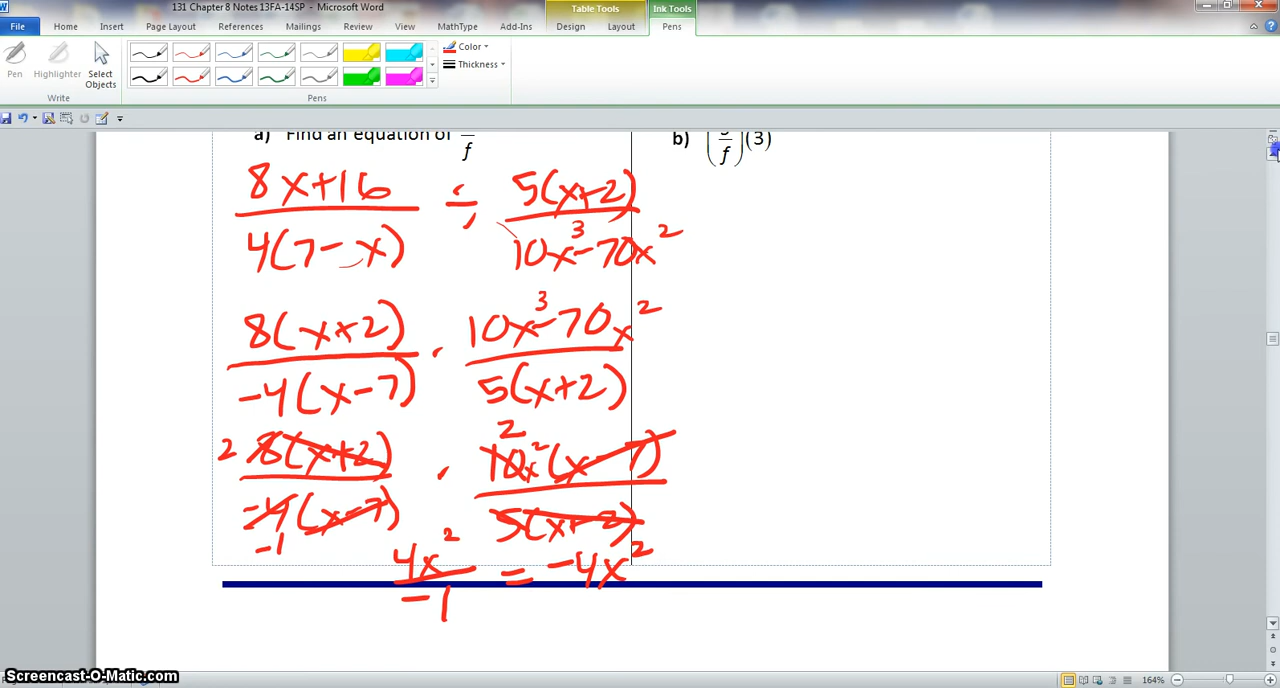 131 Chapter 8 Notes 13FA-14SP - Microsoft Word
Table Tools
Ink Tools
File Home Insert Page Layout References Mailings Review View MathType Add-Ins Design Layout Pens
Pen
Highlighter
Select Objects
Color
Thickness
Write
Pens
a) Find an equation of
f
b) (g/f)(3)
(8x+16)/(4(7-x)) ÷ (5(x+2))/(10x³-70x²)
(8(x+2))/(-4(x-7)) · (10x³-70x²)/(5(x+2))
2 2
(8(x+2))/(-4(x-7)) · (10x²(x-7))/(5(x+2))
-1
4x²/-1 = -4x²
Screencast-O-Matic.com
164%